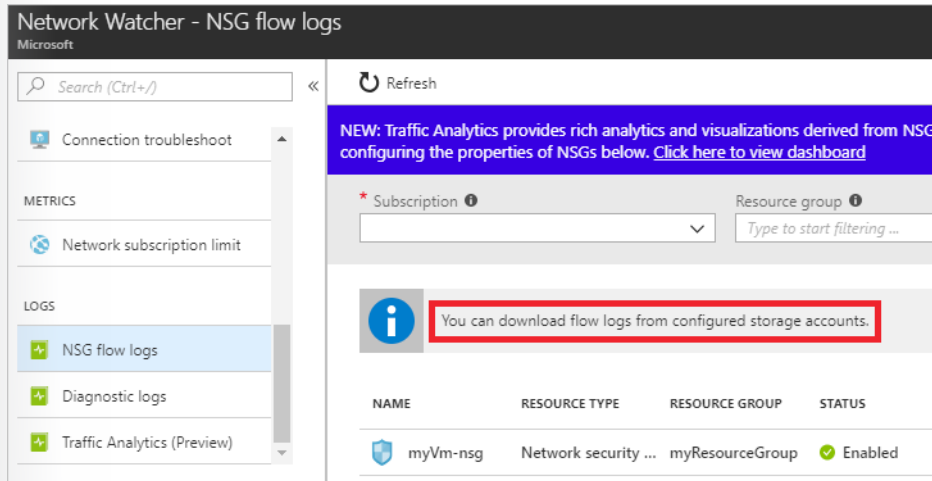 Network Watcher - NSG flow logs
Microsoft
Search (Ctrl+/)
«
Refresh
Connection troubleshoot
METRICS
Network subscription limit
LOGS
NSG flow logs
Diagnostic logs
Traffic Analytics (Preview)
NEW: Traffic Analytics provides rich analytics and visualizations derived from NSG
configuring the properties of NSGs below. Click here to view dashboard
* Subscription
Resource group
Type to start filtering ...
You can download flow logs from configured storage accounts.
NAME RESOURCE TYPE RESOURCE GROUP STATUS
myVm-nsg Network security ... myResourceGroup Enabled